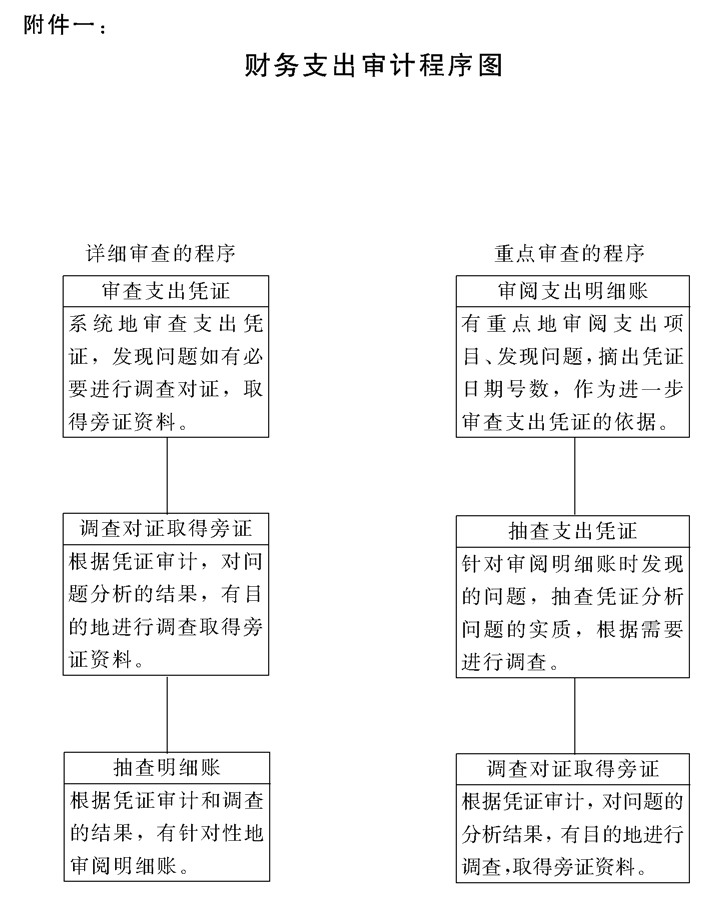 附件一：
财务支出审计程序图
详细审查的程序
审查支出凭证
系统地审查支出凭
证，发现问题如有必
要进行调查对证，取
得旁证资料。
调查对证取得旁证
根据凭证审计，对问
题分析的结果，有目
的地进行调查取得旁
证资料。
抽查明细账
根据凭证审计和调查
的结果，有针对性地
审阅明细账。
重点审查的程序
审阅支出明细账
有重点地审阅支出项
目、发现问题，摘出凭证
日期号数，作为进一步
审查支出凭证的依据。
抽查支出凭证
针对审阅明细账时发现
的问题，抽查凭证分析
问题的实质，根据需要
进行调查。
调查对证取得旁证
根据凭证审计，对问题的
分析结果，有目的地进行
调查，取得旁证资料。